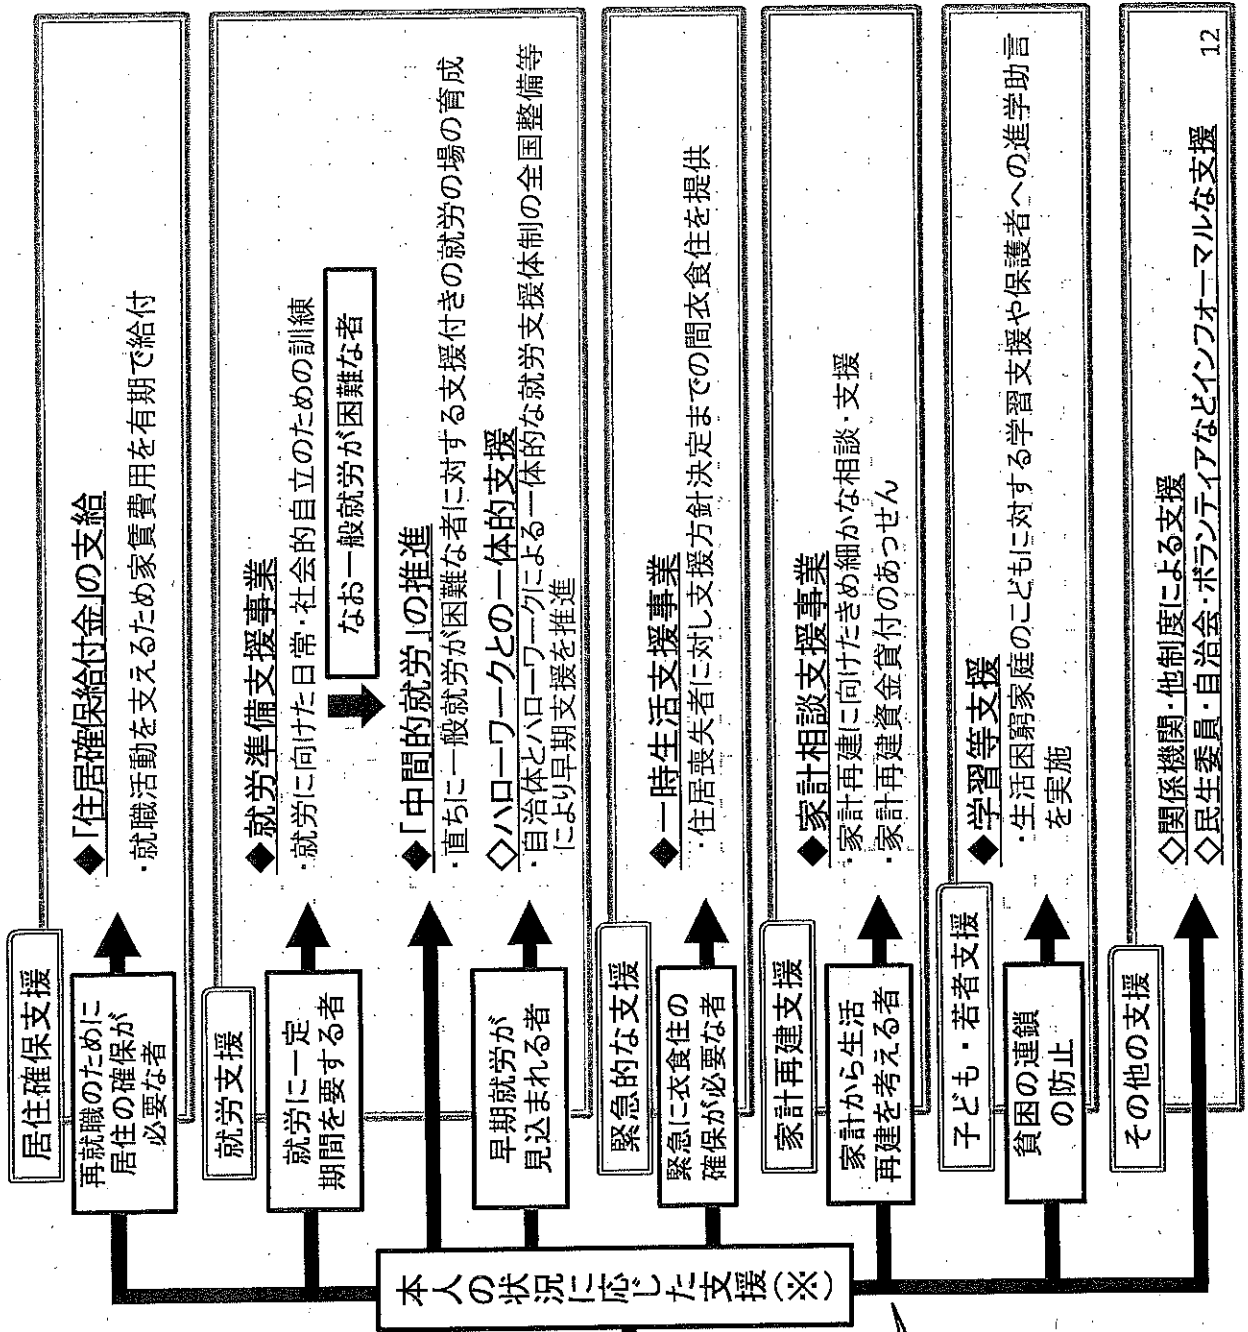 本人の状況に応じた支援(※)
居住確保支援
再就職のために
居住の確保が
必要な者
◆「住居確保給付金」の支給
・就職活動を支えるため家賃費用を有期で給付
就労支援
就労に一定
期間を要する者
◆就労準備支援事業
・就労に向けた日常・社会的自立のための訓練
なお一般就労が困難な者
◆「中間的就労」の推進
・直ちに一般就労が困難な者に対する支援付きの就労の場の育成
早期就労が
見込まれる者
◇ハローワークとの一体的支援
・自治体とハローワークによる一体的な就労支援体制の全国整備等
により早期支援を推進
緊急的な支援
緊急に衣食住の
確保が必要な者
◆一時生活支援事業
・住居喪失者に対し支援方針決定までの間衣食住を提供
家計再建支援
家計から生活
再建を考える者
◆家計相談支援事業
・家計再建に向けたきめ細かな相談・支援
・家計再建資金貸付のあっせん
子ども・若者支援
貧困の連鎖
の防止
◆学習等支援
・生活困窮家庭のこどもに対する学習支援や保護者への進学助言
を実施
その他の支援
◇関係機関・他制度による支援
◇民生委員・自治会・ボランティアなどインフォーマルな支援
12